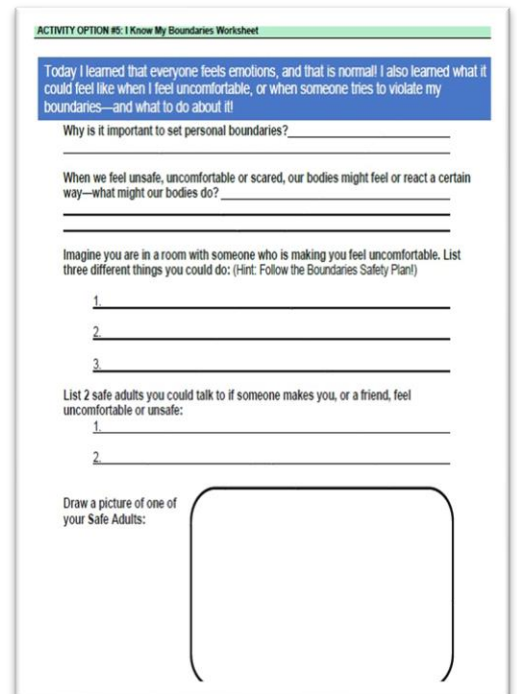 ACTIVITY OPTION #5: I Know My Boundaries Worksheet
Today I learned that everyone feels emotions, and that is normal! I also learned what it
could feel like when I feel uncomfortable, or when someone tries to violate my
boundaries—and what to do about it!
Why is it important to set personal boundaries?
When we feel unsafe, uncomfortable or scared, our bodies might feel or react a certain
way—what might our bodies do?
Imagine you are in a room with someone who is making you feel uncomfortable. List
three different things you could do: (Hint: Follow the Boundaries Safety Plan!)
1.
2.
3.
List 2 safe adults you could talk to if someone makes you, or a friend, feel
uncomfortable or unsafe:
1.
2.
Draw a picture of one of
your Safe Adults: